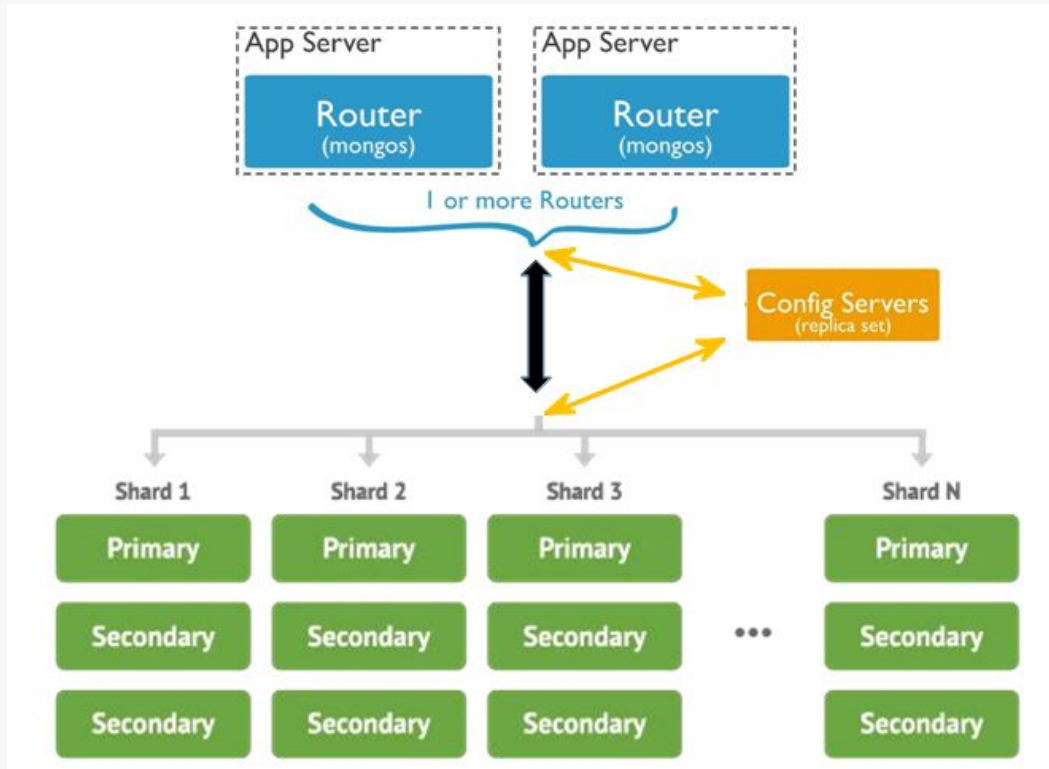 App Server
App Server
Router
(mongos)
Router
(mongos)
1 or more Routers
Config Servers
(replica set)
Shard 1
Shard 2
Shard 3
Shard N
Primary
Primary
Primary
Primary
Secondary
Secondary
Secondary
•••
Secondary
Secondary
Secondary
Secondary
Secondary